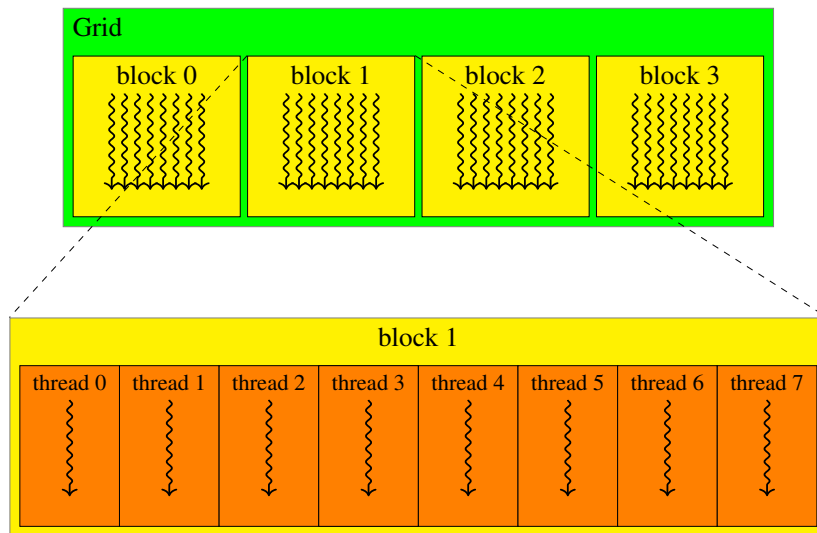 Grid
block 0 block 1 block 2 block 3
block 1
thread 0 thread 1 thread 2 thread 3 thread 4 thread 5 thread 6 thread 7